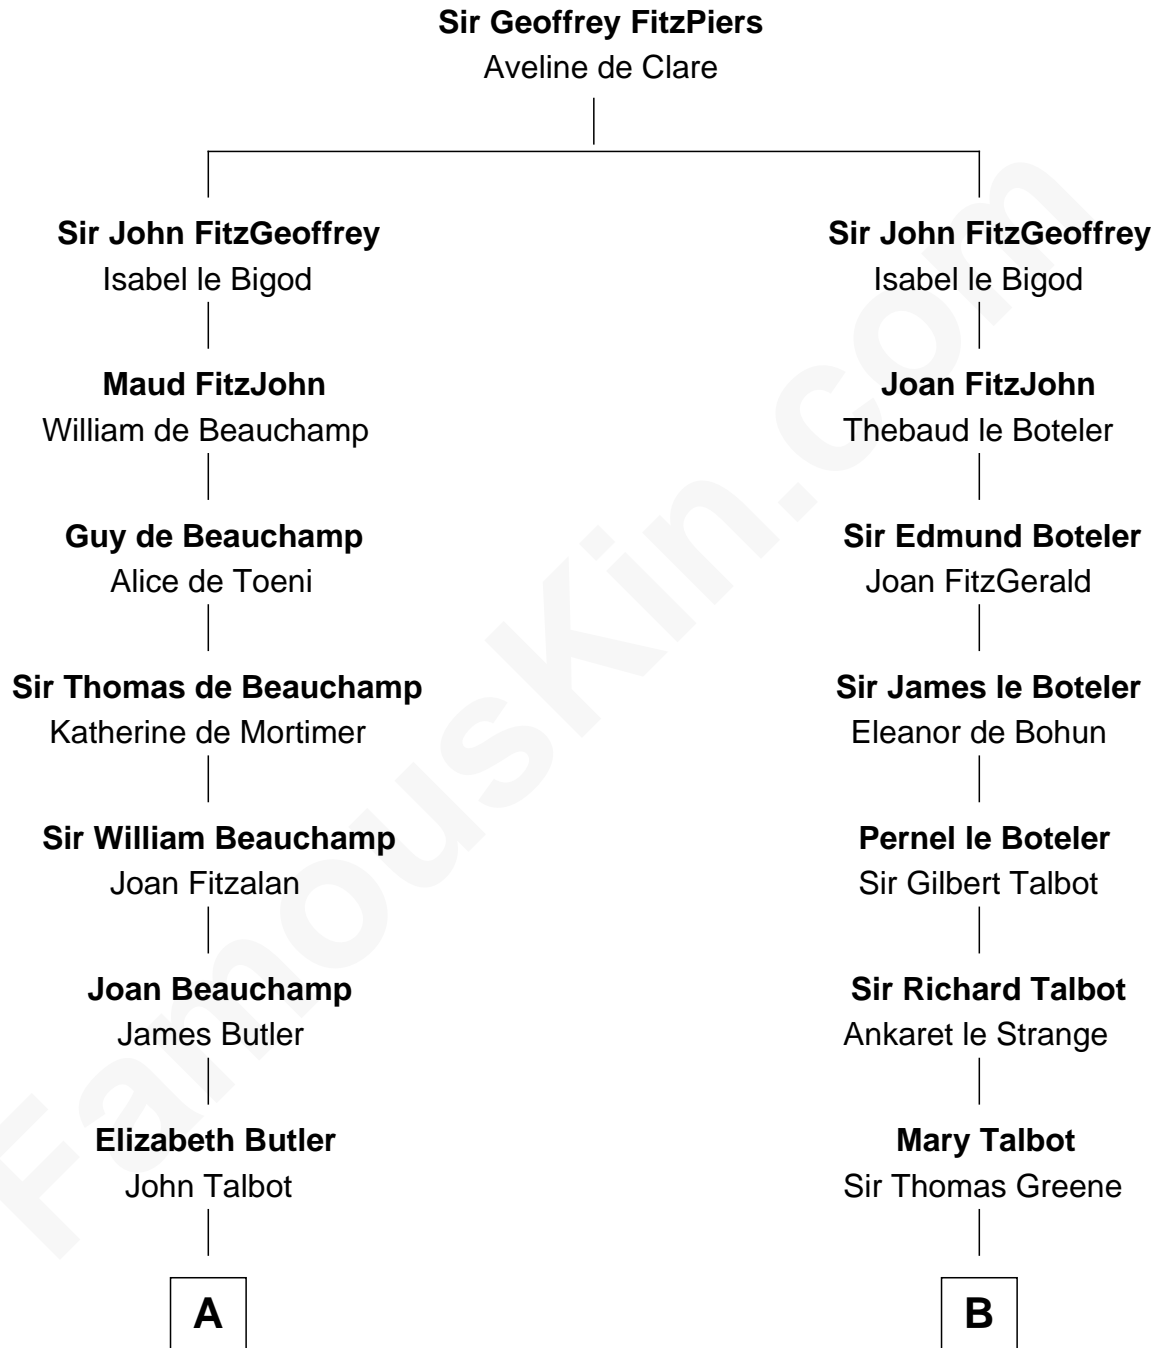 Sir Geoffrey FitzPiers
Aveline de Clare
Sir John FitzGeoffrey
Isabel le Bigod
Maud FitzJohn
William de Beauchamp
Guy de Beauchamp
Alice de Toeni
Sir Thomas de Beauchamp
Katherine de Mortimer
Sir William Beauchamp
Joan Fitzalan
Joan Beauchamp
James Butler
Elizabeth Butler
John Talbot
A
Sir John FitzGeoffrey
Isabel le Bigod
Joan FitzJohn
Thebaud le Boteler
Sir Edmund Boteler
Joan FitzGerald
Sir James le Boteler
Eleanor de Bohun
Pernel le Boteler
Sir Gilbert Talbot
Sir Richard Talbot
Ankaret le Strange
Mary Talbot
Sir Thomas Greene
B
FamousKin.com